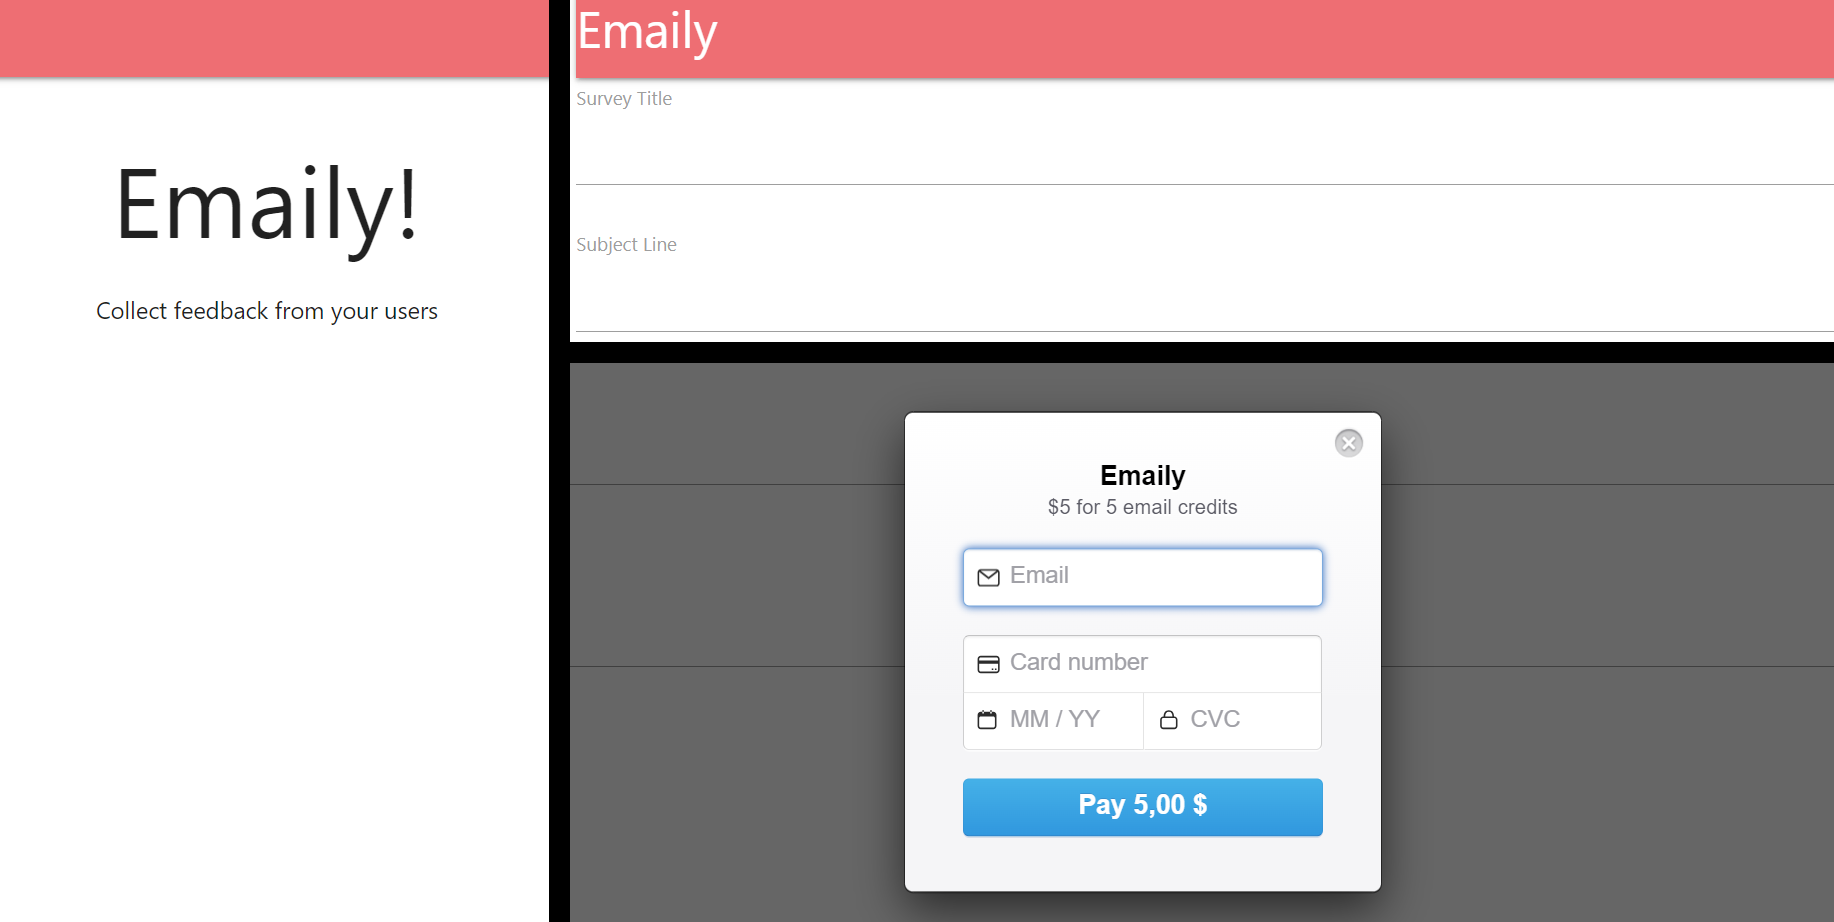 Emaily!
Collect feedback from your users
Emaily
Survey Title
Subject Line
Emaily
$5 for 5 email credits
Email
Card number
MM / YY
CVC
Pay 5,00 $